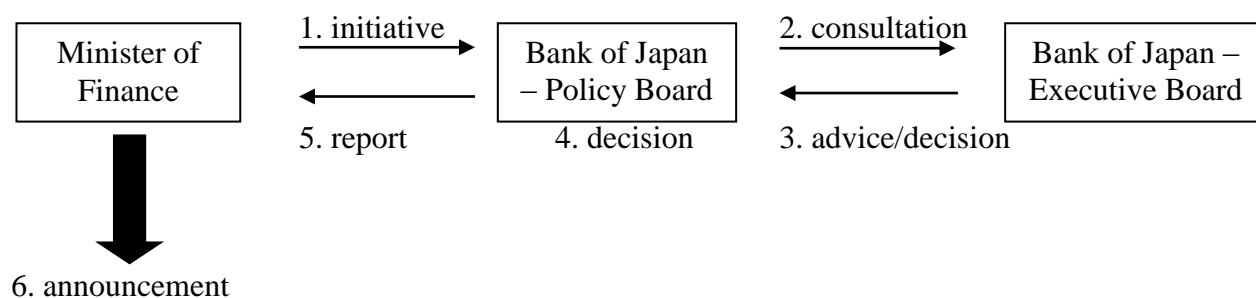 Minister of
Finance
1. initiative
5. report
Bank of Japan
– Policy Board
4. decision
2. consultation
3. advice/decision
Bank of Japan –
Executive Board
6. announcement